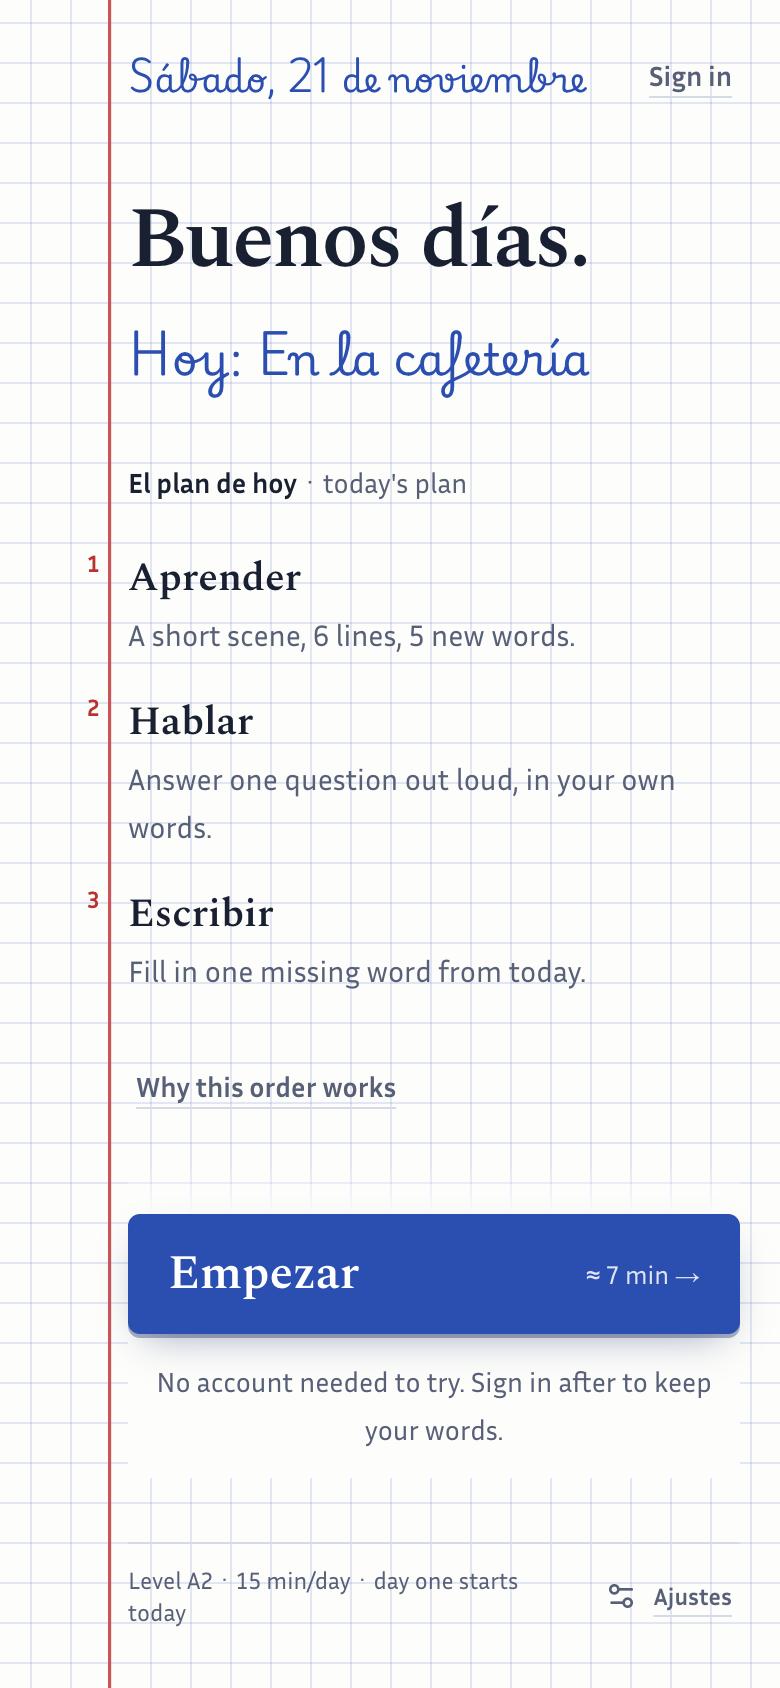 Sábado, 21 de noviembre
Sign in
Buenos días.
Hoy: En la cafetería
El plan de hoy · today's plan
1
Aprender
A short scene, 6 lines, 5 new words.
2
Hablar
Answer one question out loud, in your own
words.
3
Escribir
Fill in one missing word from today.
Why this order works
Empezar
≈ 7 min →
No account needed to try. Sign in after to keep
your words.
Level A2 · 15 min/day · day one starts
today
Ajustes